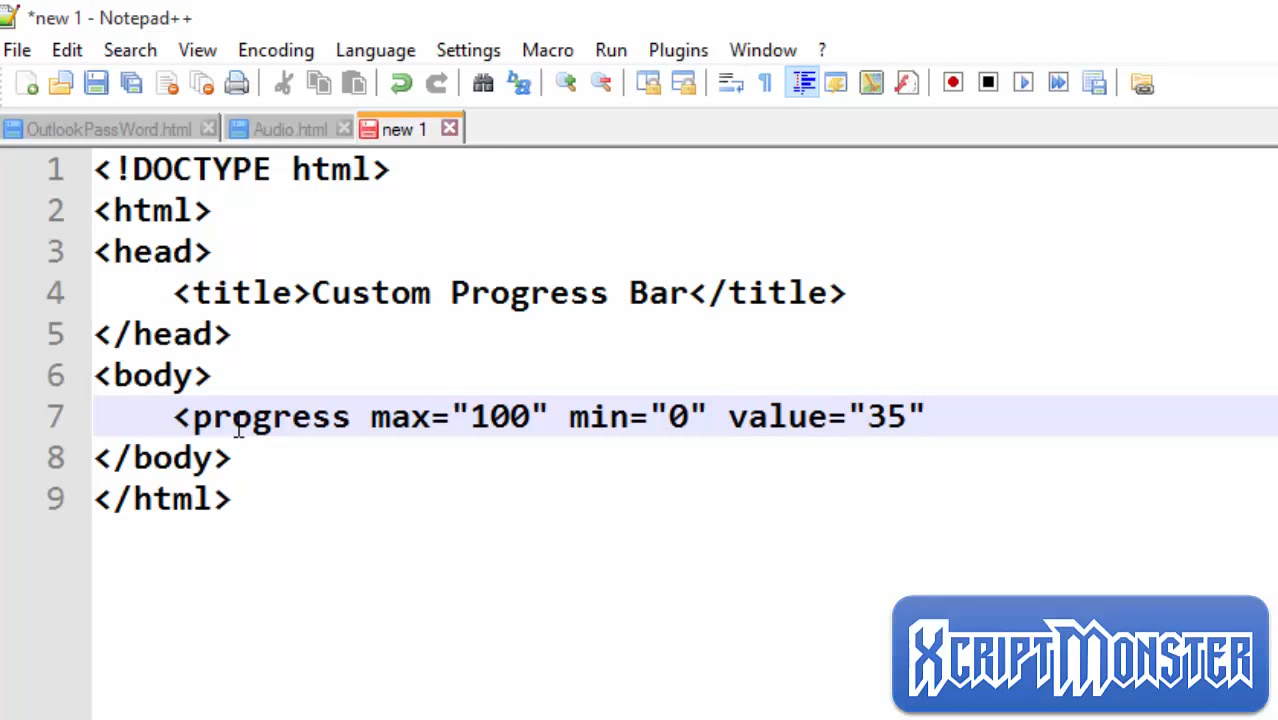 *new 1 - Notepad++
File Edit Search View Encoding Language Settings Macro Run Plugins Window ?
OutlookPassWord.html Audio.html new 1
1 <!DOCTYPE html>
2 <html>
3 <head>
4 <title>Custom Progress Bar</title>
5 </head>
6 <body>
7 <progress max="100" min="0" value="35"
8 </body>
9 </html>
XCRIPTMONSTER